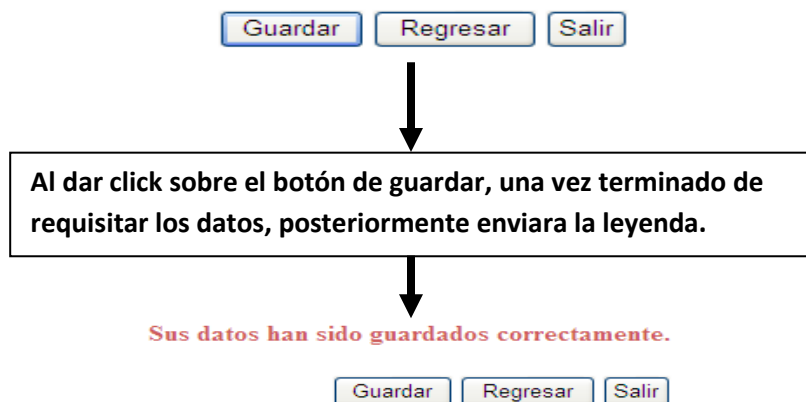 Guardar Regresar Salir
Al dar click sobre el botón de guardar, una vez terminado de
requisitar los datos, posteriormente enviara la leyenda.
Sus datos han sido guardados correctamente.
Guardar Regresar Salir